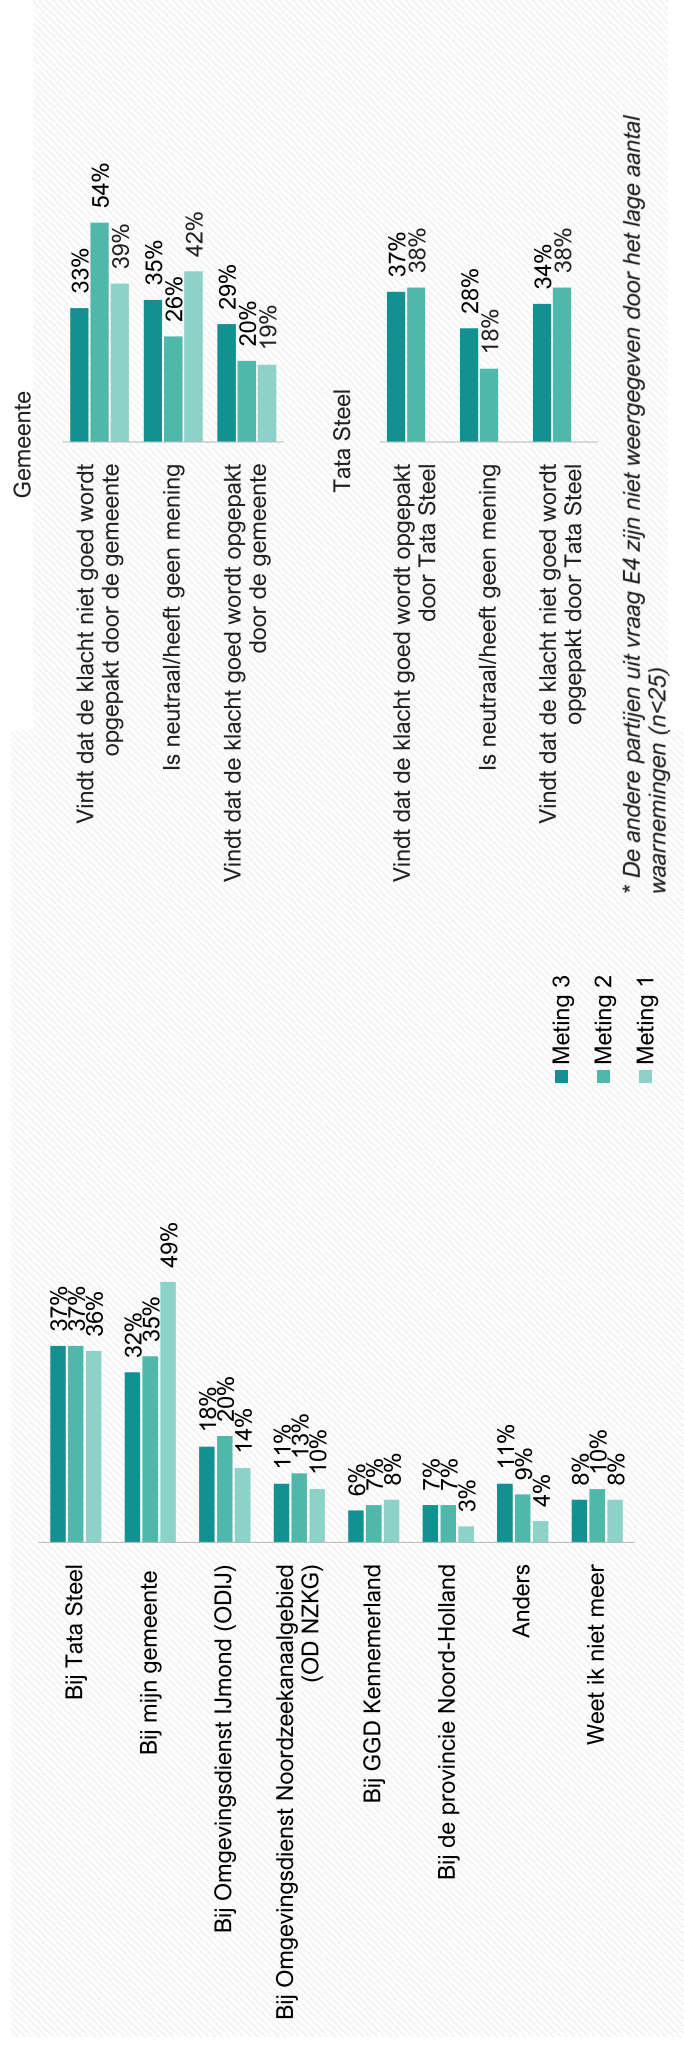 Bij Tata Steel
37%
37%
36%
Bij mijn gemeente
32%
35%
49%
Bij Omgevingsdienst IJmond (ODIJ)
18%
20%
14%
Bij Omgevingsdienst Noordzeekanaalgebied
(OD NZKG)
11%
13%
10%
Bij GGD Kennemerland
6%
7%
8%
Bij de provincie Noord-Holland
7%
7%
3%
Anders
11%
9%
4%
Weet ik niet meer
8%
10%
8%
Meting 3
Meting 2
Meting 1
Gemeente
Vindt dat de klacht niet goed wordt
opgepakt door de gemeente
33%
54%
39%
Is neutraal/heeft geen mening
35%
26%
42%
Vindt dat de klacht goed wordt opgepakt
door de gemeente
29%
20%
19%
Tata Steel
Vindt dat de klacht goed wordt opgepakt
door Tata Steel
37%
38%
Is neutraal/heeft geen mening
28%
18%
Vindt dat de klacht niet goed wordt
opgepakt door Tata Steel
34%
38%
* De andere partijen uit vraag E4 zijn niet weergegeven door het lage aantal
waarnemingen (n<25)